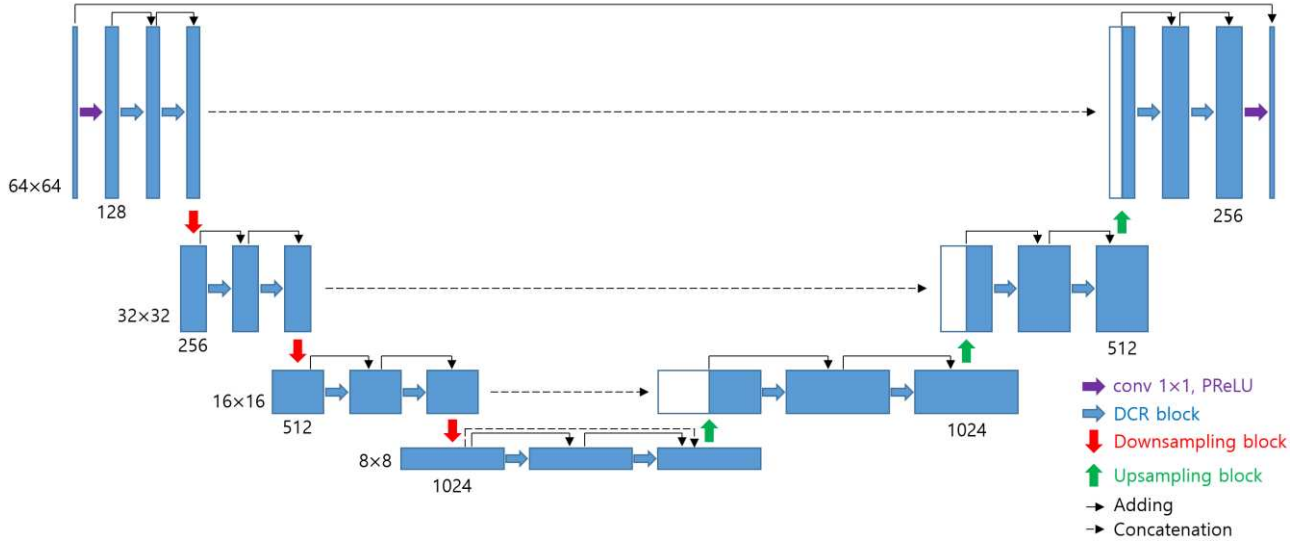 64×64
128
256
32×32
256
512
16×16
512
1024
8×8
1024
conv 1×1, PReLU
DCR block
Downsampling block
Upsampling block
Adding
Concatenation